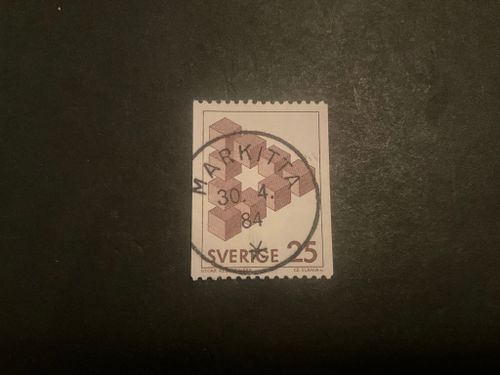 MARKITTA
30. 4.
84
SVERIGE 25